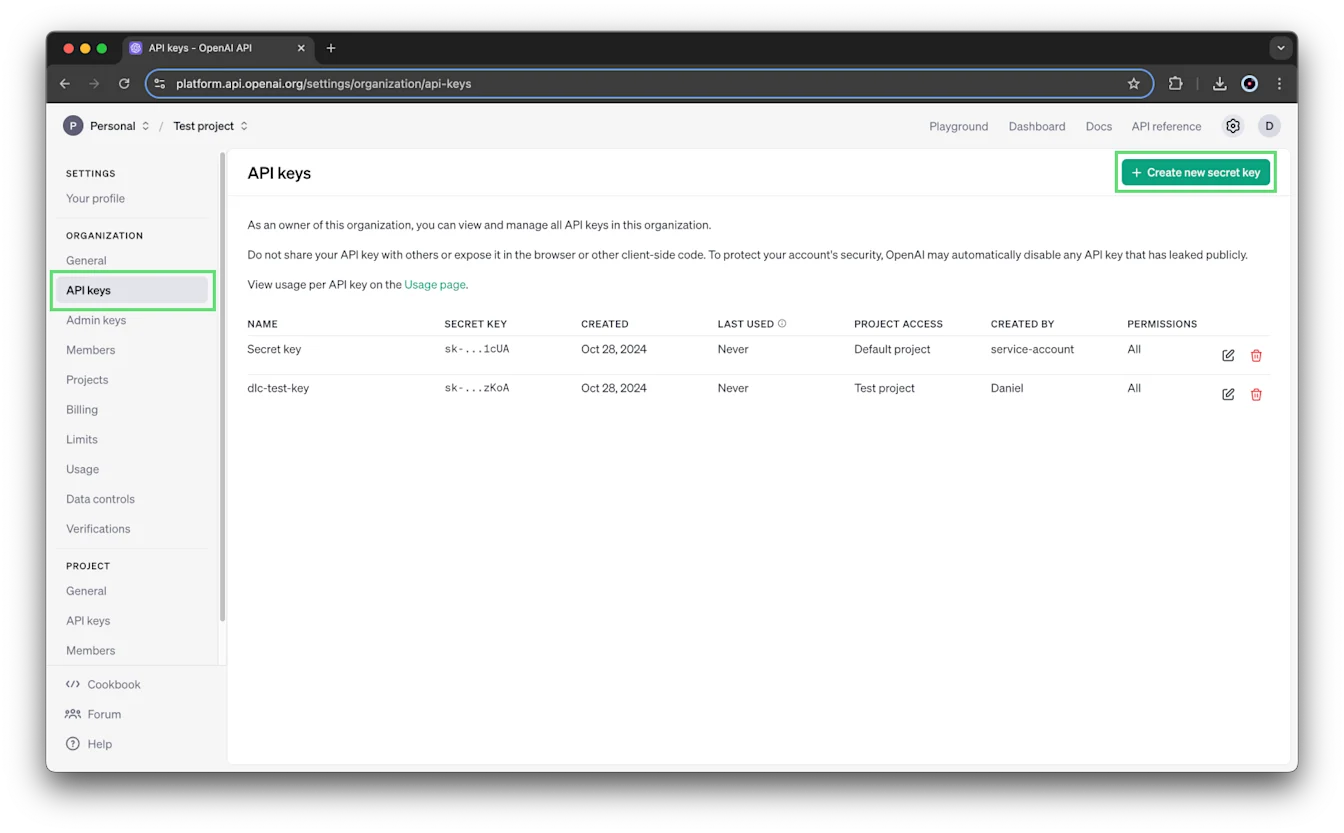 API keys - OpenAI API
platform.api.openai.org/settings/organization/api-keys
P Personal / Test project
Playground Dashboard Docs API reference D
SETTINGS
Your profile
ORGANIZATION
General
API keys
Admin keys
Members
Projects
Billing
Limits
Usage
Data controls
Verifications
PROJECT
General
API keys
Members
Cookbook
Forum
Help
API keys
+ Create new secret key
As an owner of this organization, you can view and manage all API keys in this organization.
Do not share your API key with others or expose it in the browser or other client-side code. To protect your account's security, OpenAI may automatically disable any API key that has leaked publicly.
View usage per API key on the Usage page.
NAME SECRET KEY CREATED LAST USED PROJECT ACCESS CREATED BY PERMISSIONS
Secret key sk-...1cUA Oct 28, 2024 Never Default project service-account All
dlc-test-key sk-...zKoA Oct 28, 2024 Never Test project Daniel All